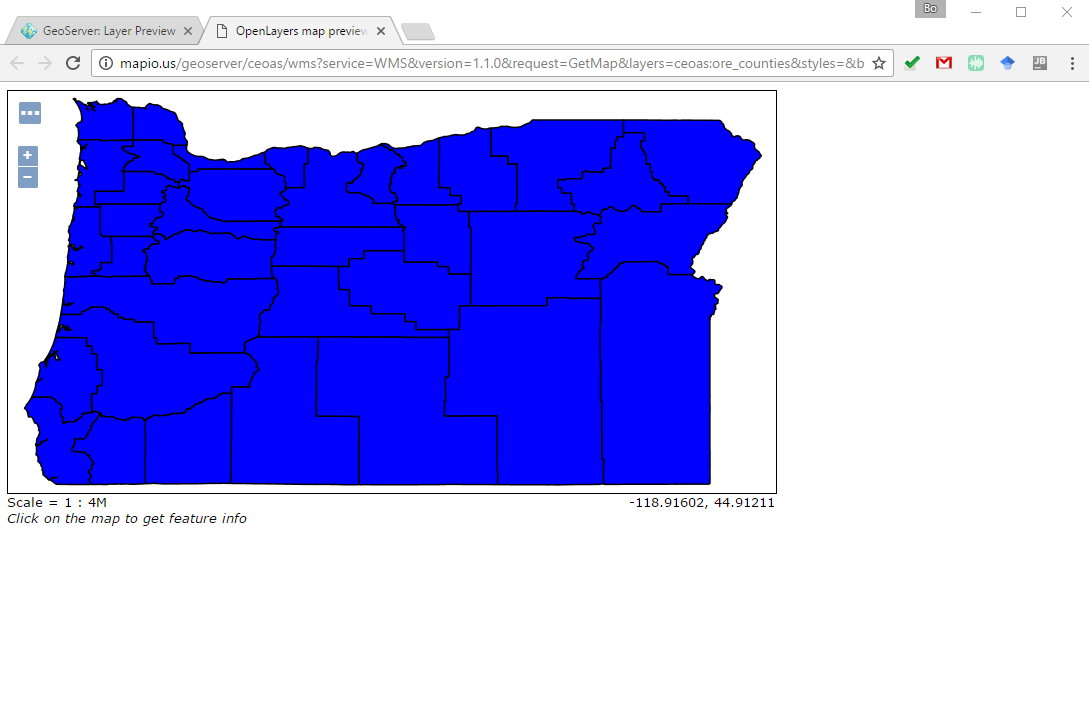 Bo
GeoServer: Layer Preview
OpenLayers map preview
mapio.us/geoserver/ceoas/wms?service=WMS&version=1.1.0&request=GetMap&layers=ceoas:ore_counties&styles=&b
JB
+
−
Scale = 1 : 4M
-118.91602, 44.91211
Click on the map to get feature info